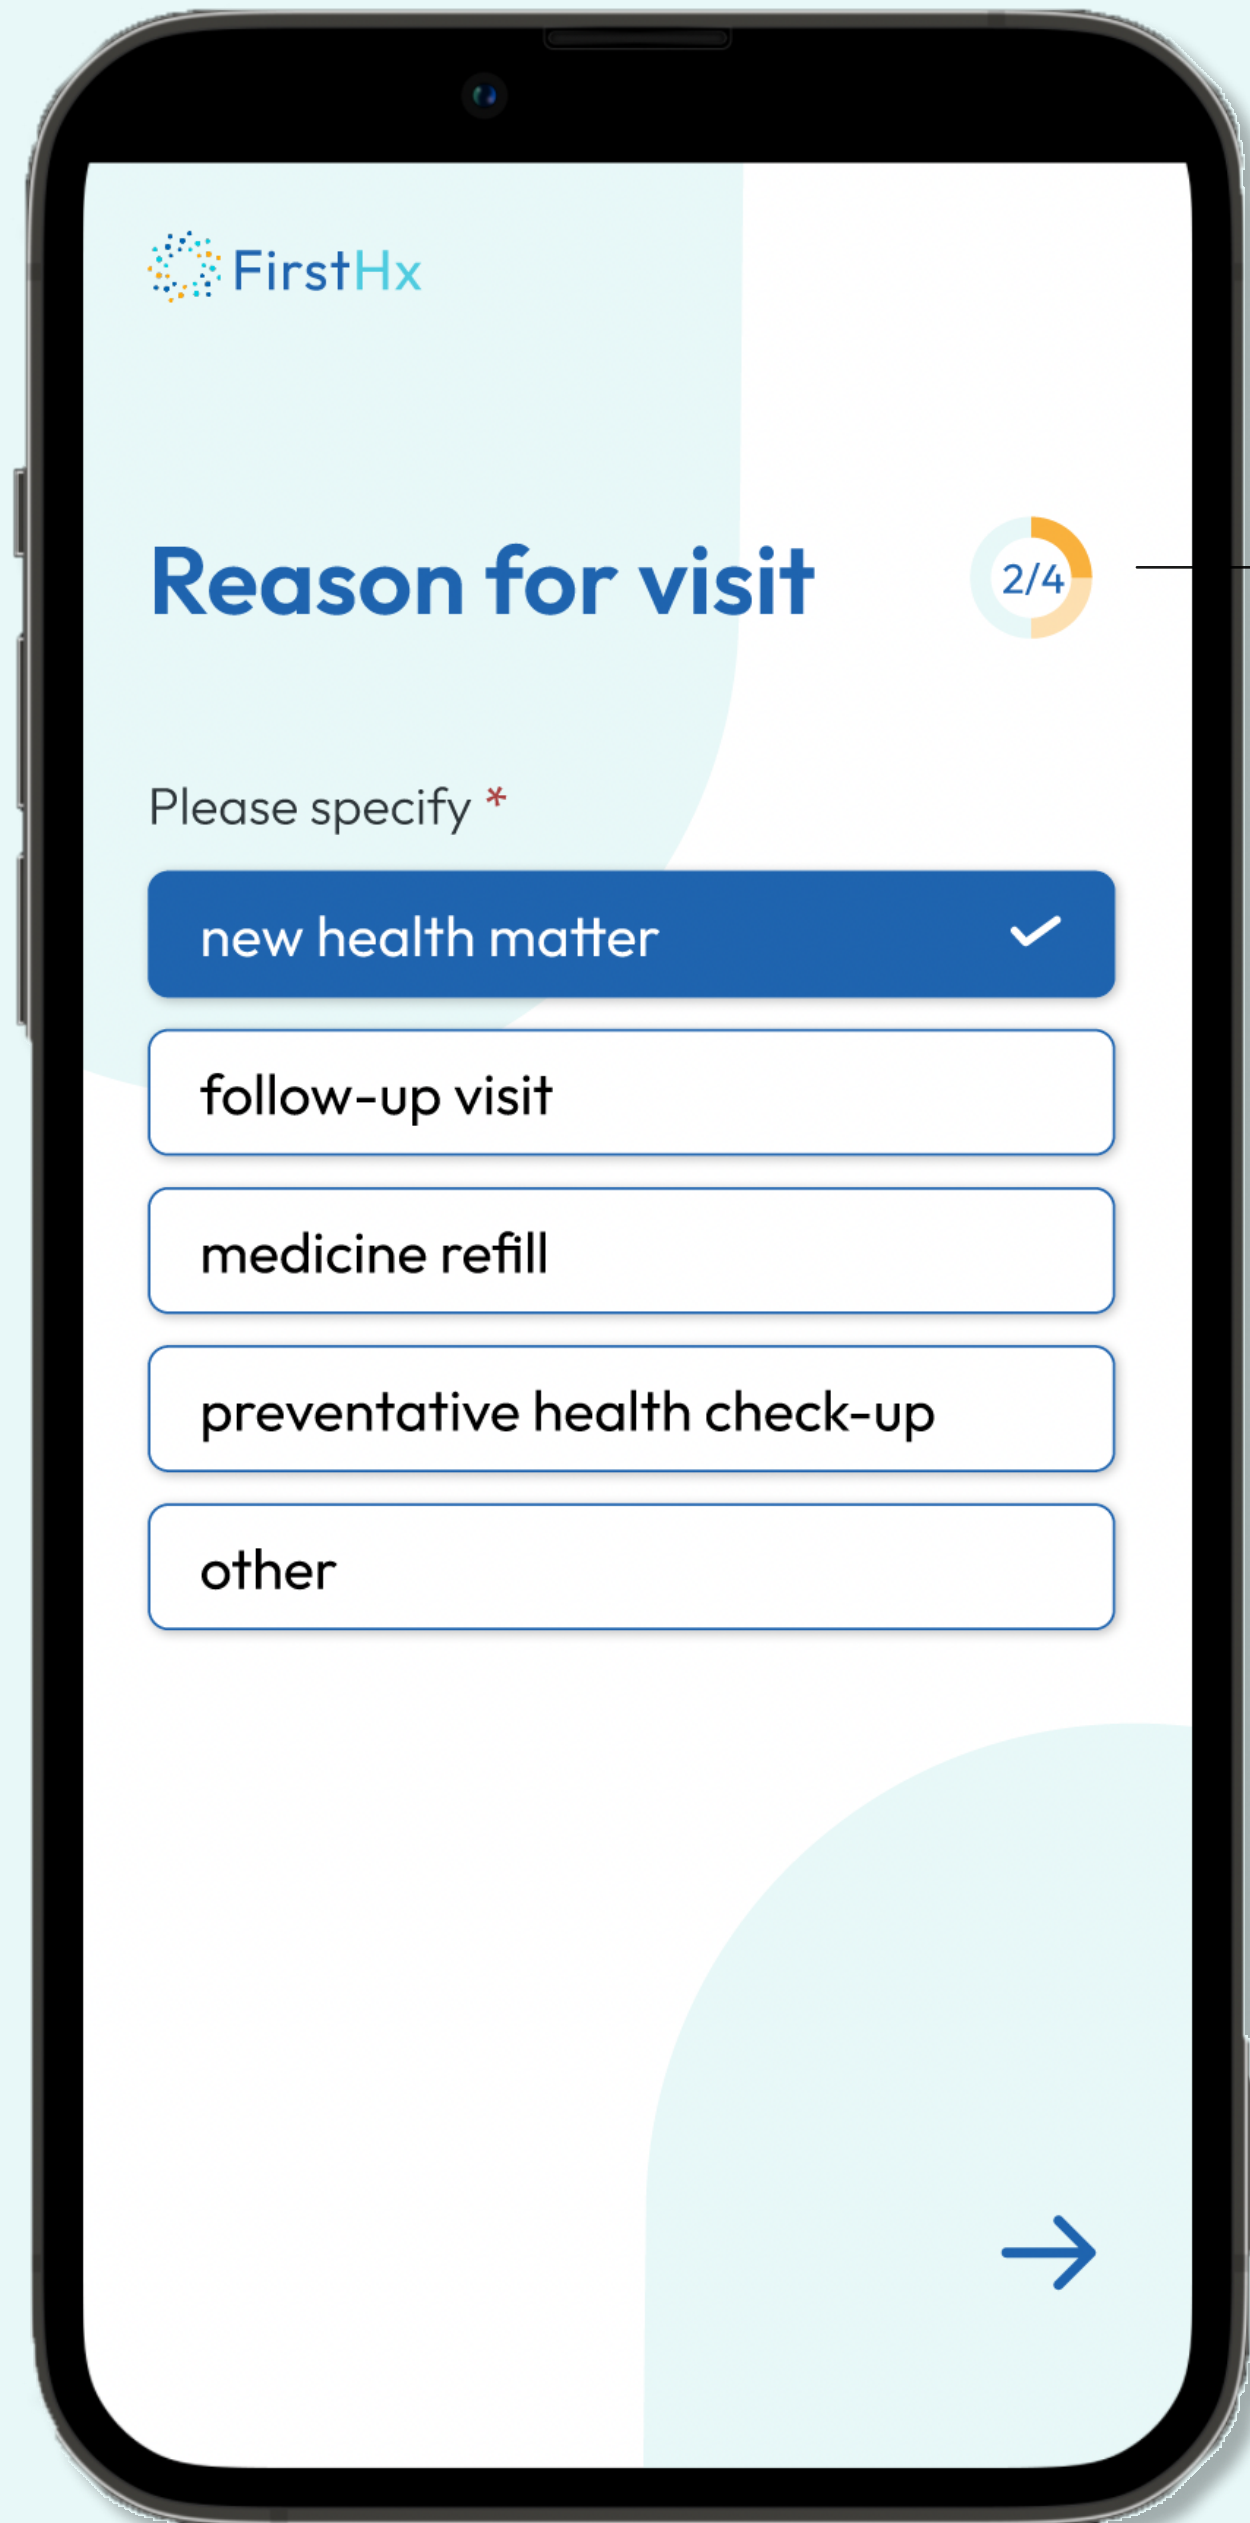 FirstHx
Reason for visit
2/4
Please specify *
new health matter
follow-up visit
medicine refill
preventative health check-up
other